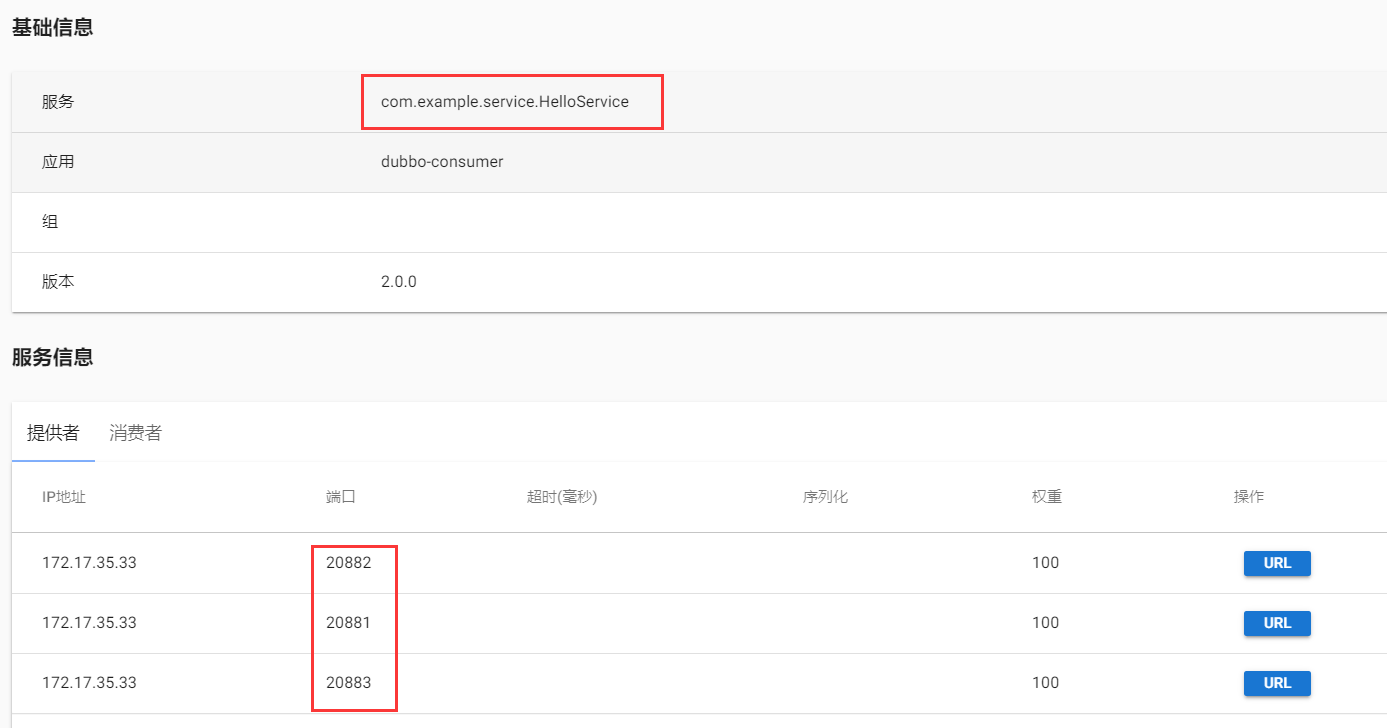 基础信息
服务 com.example.service.HelloService
应用 dubbo-consumer
组
版本 2.0.0
服务信息
提供者 消费者
IP地址 端口 超时(毫秒) 序列化 权重 操作
172.17.35.33 20882 100 URL
172.17.35.33 20881 100 URL
172.17.35.33 20883 100 URL